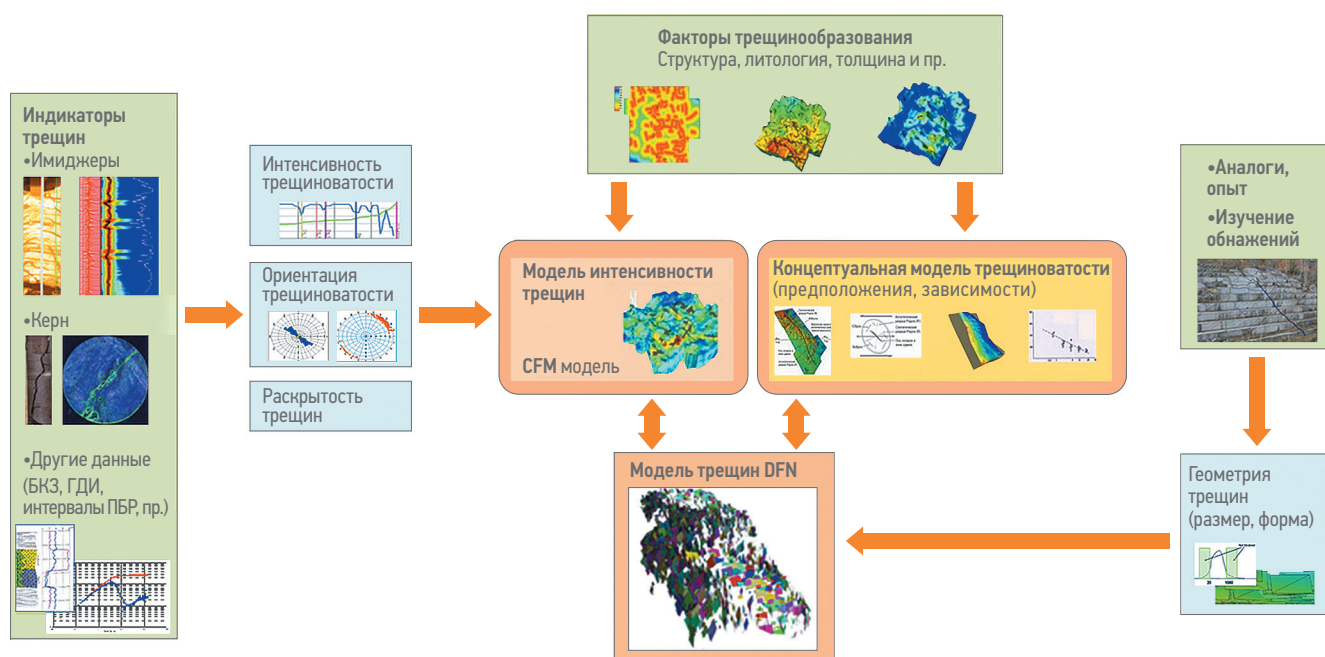 Факторы трещинообразования
Структура, литология, толщина и пр.
Индикаторы
трещин
•Имиджеры
•Керн
•Другие данные
(БКЗ, ГДИ,
интервалы ПБР, пр.)
Интенсивность
трещиноватости
Ориентация
трещиноватости
Раскрытость
трещин
Модель интенсивности
трещин
CFM модель
Концептуальная модель трещиноватости
(предположения, зависимости)
Модель трещин DFN
•Аналоги,
опыт
•Изучение
обнажений
Геометрия
трещин
(размер, форма)